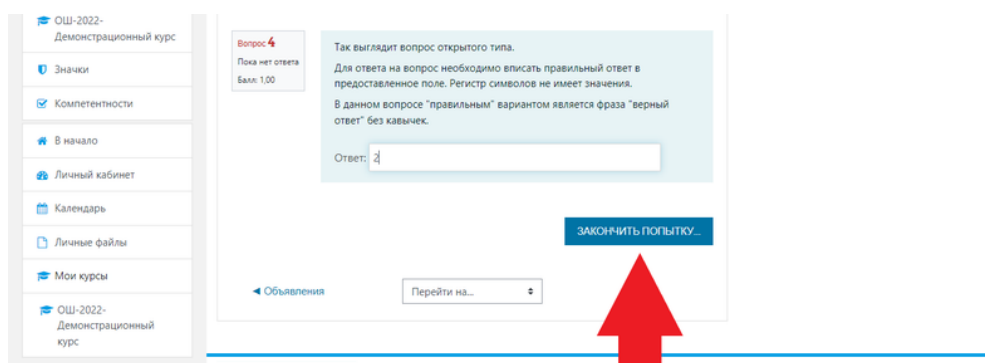 ОШ-2022-
Демонстрационный курс
Значки
Компетентности
В начало
Личный кабинет
Календарь
Личные файлы
Мои курсы
ОШ-2022-
Демонстрационный
курс
Вопрос 4
Пока нет ответа
Балл: 1,00
Так выглядит вопрос открытого типа.
Для ответа на вопрос необходимо вписать правильный ответ в
предоставленное поле. Регистр символов не имеет значения.
В данном вопросе "правильным" вариантом является фраза "верный
ответ" без кавычек.
Ответ: 2
ЗАКОНЧИТЬ ПОПЫТКУ...
◄ Объявления
Перейти на...